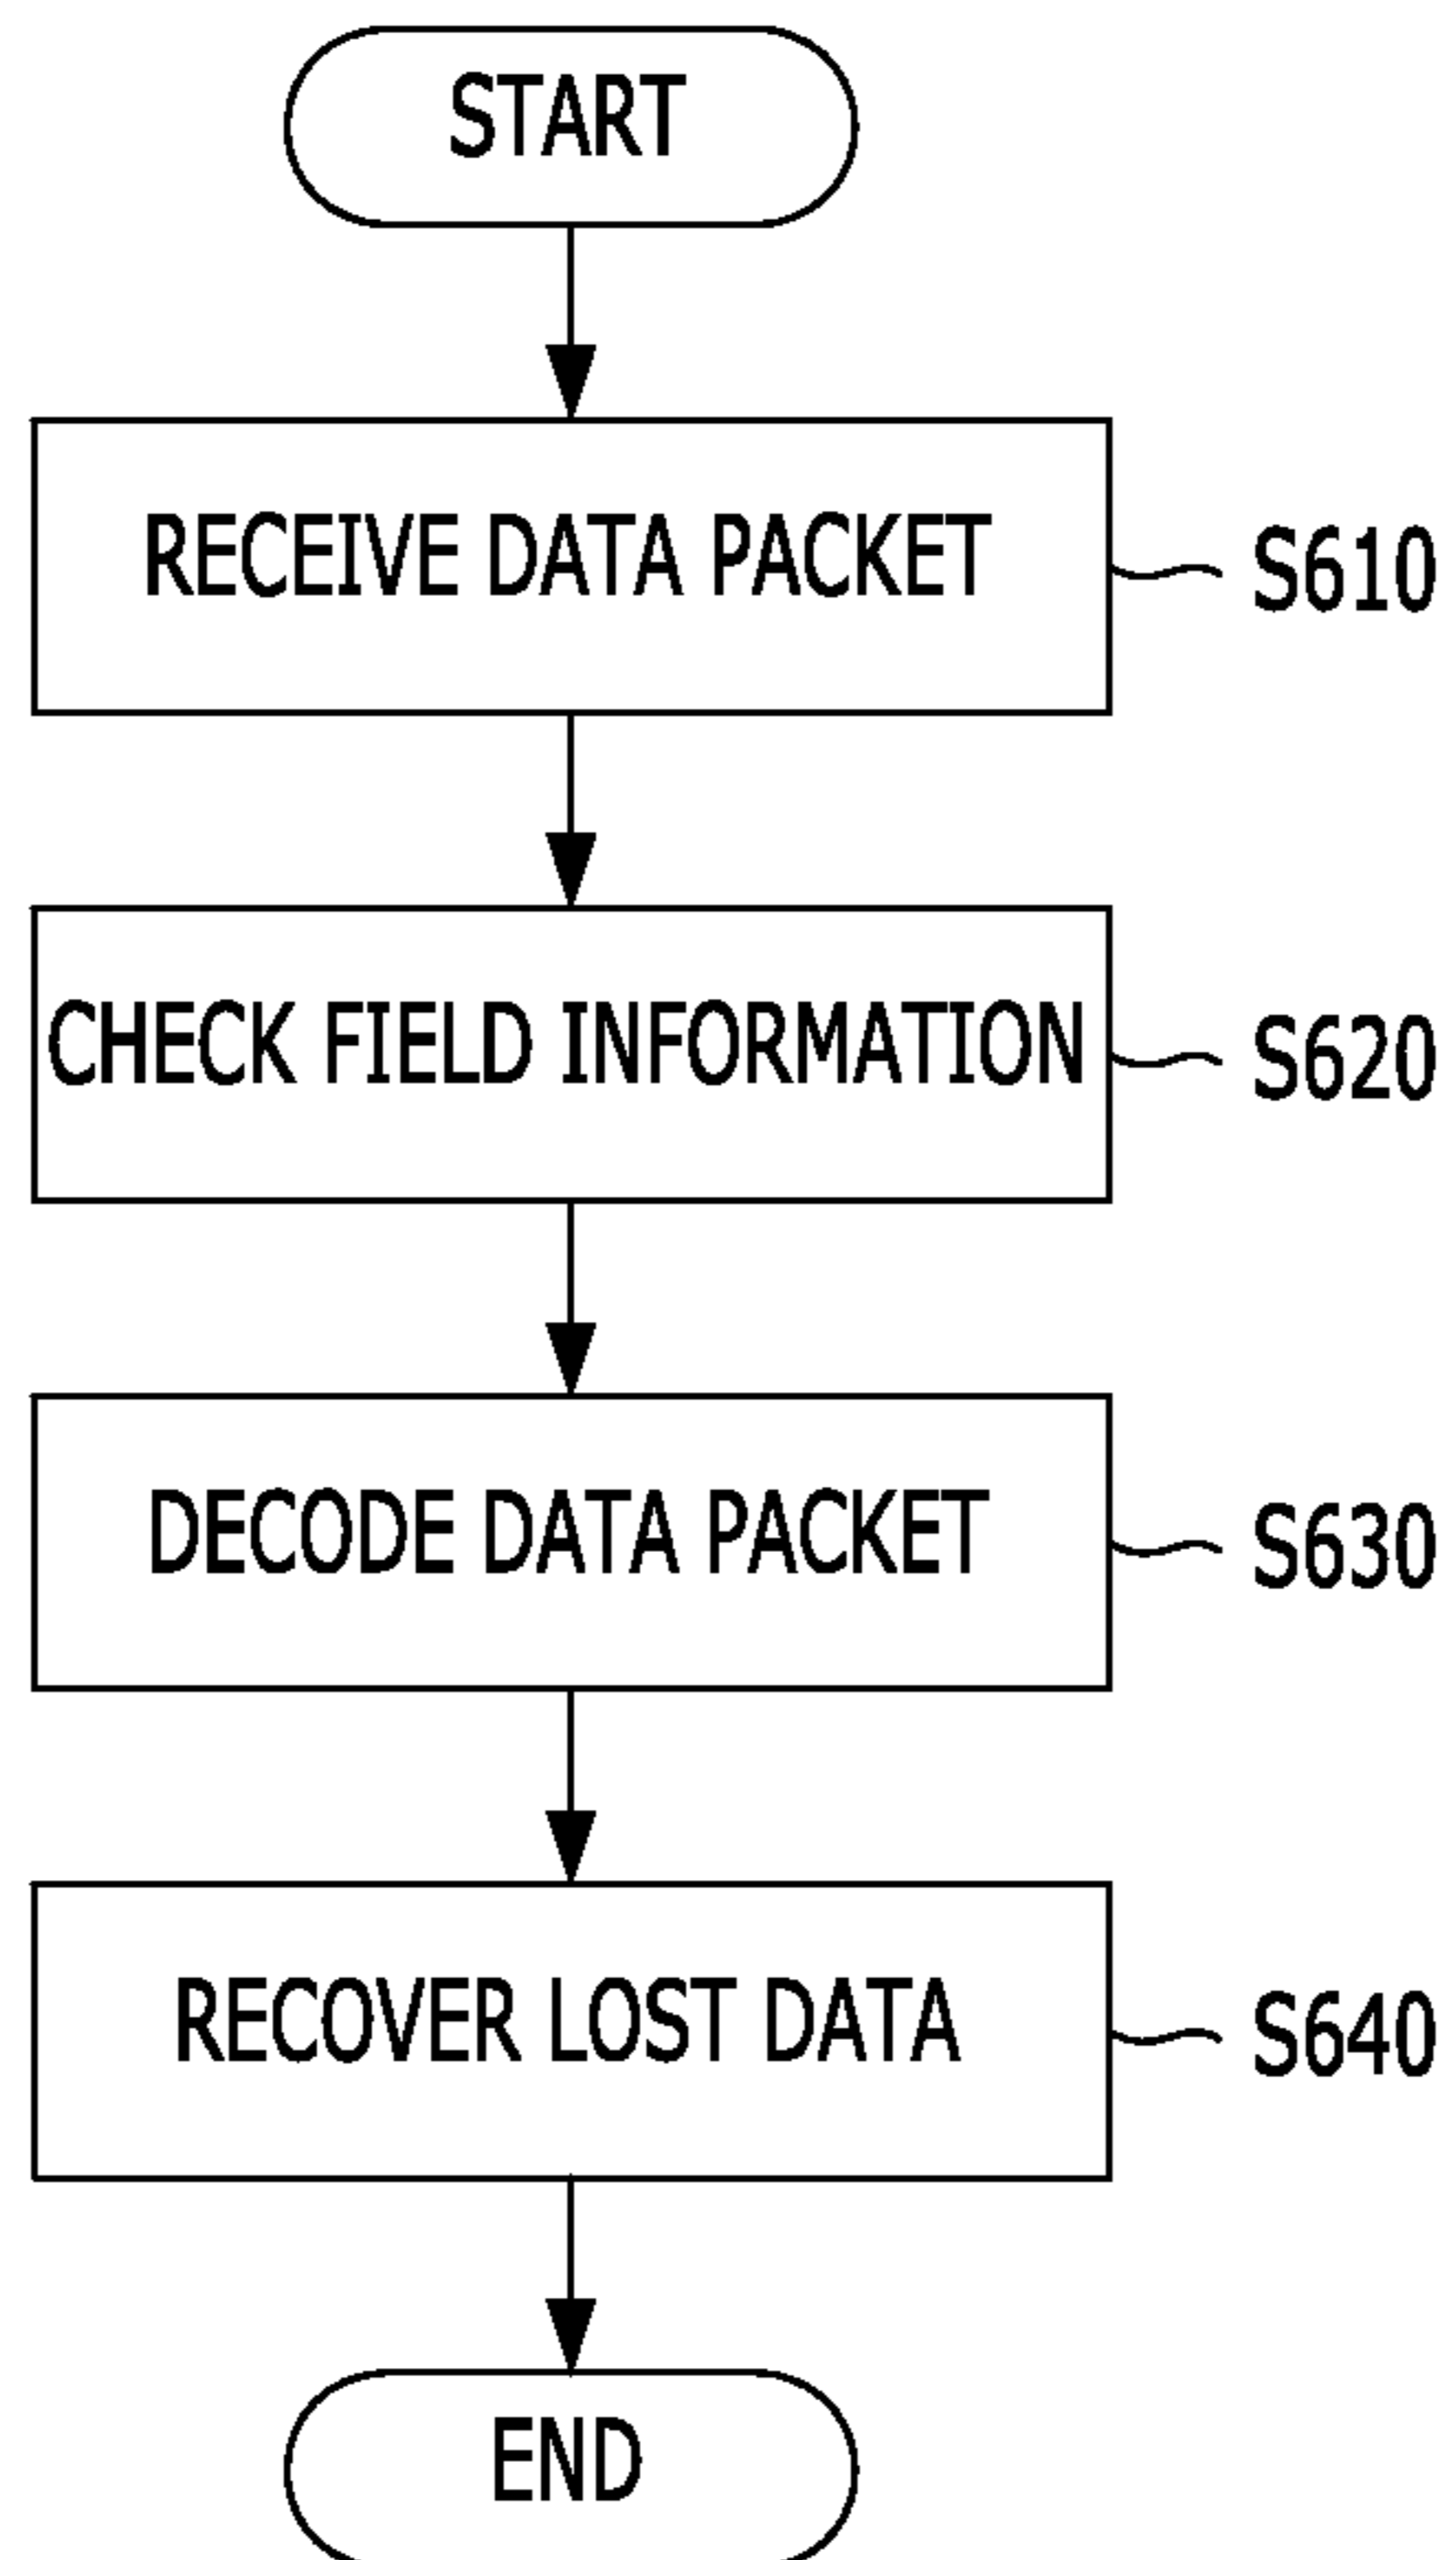 START
RECEIVE DATA PACKET
S610
CHECK FIELD INFORMATION
S620
DECODE DATA PACKET
S630
RECOVER LOST DATA
S640
END